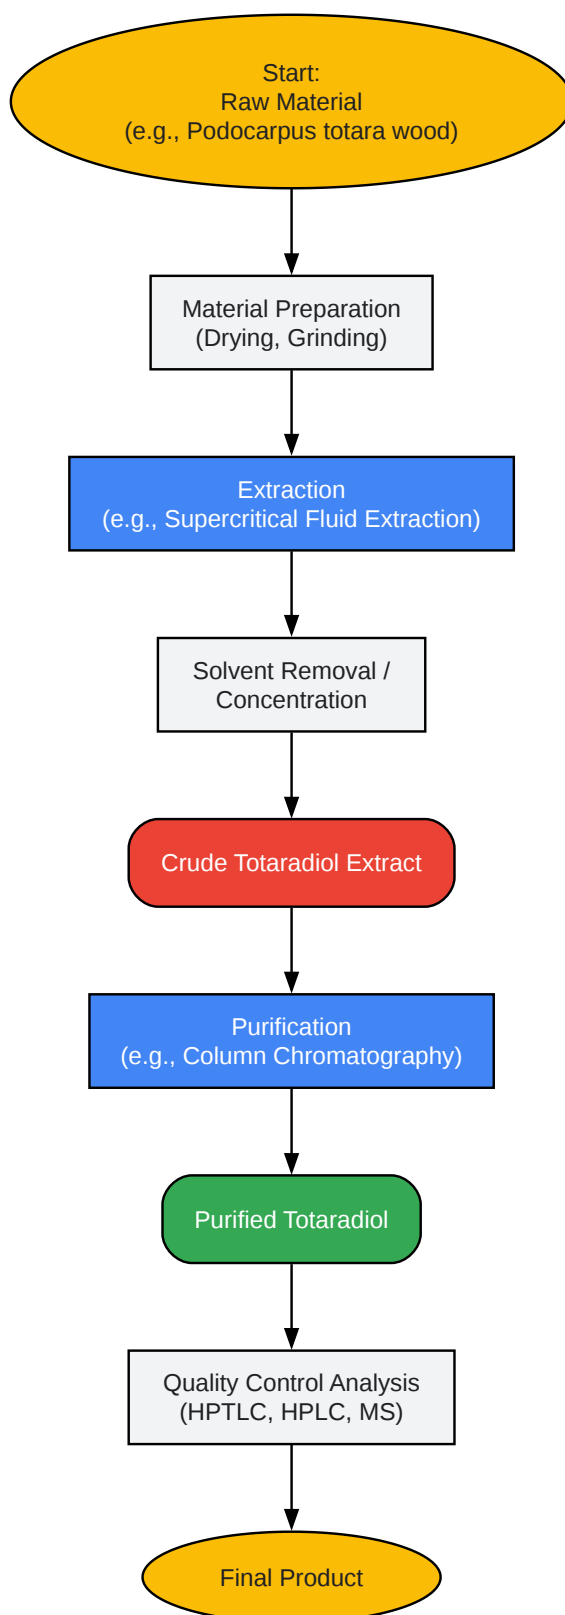 Start:
Raw Material
(e.g., Podocarpus totara wood)
Material Preparation
(Drying, Grinding)
Extraction
(e.g., Supercritical Fluid Extraction)
Solvent Removal /
Concentration
Crude Totaradiol Extract
Purification
(e.g., Column Chromatography)
Purified Totaradiol
Quality Control Analysis
(HPTLC, HPLC, MS)
Final Product